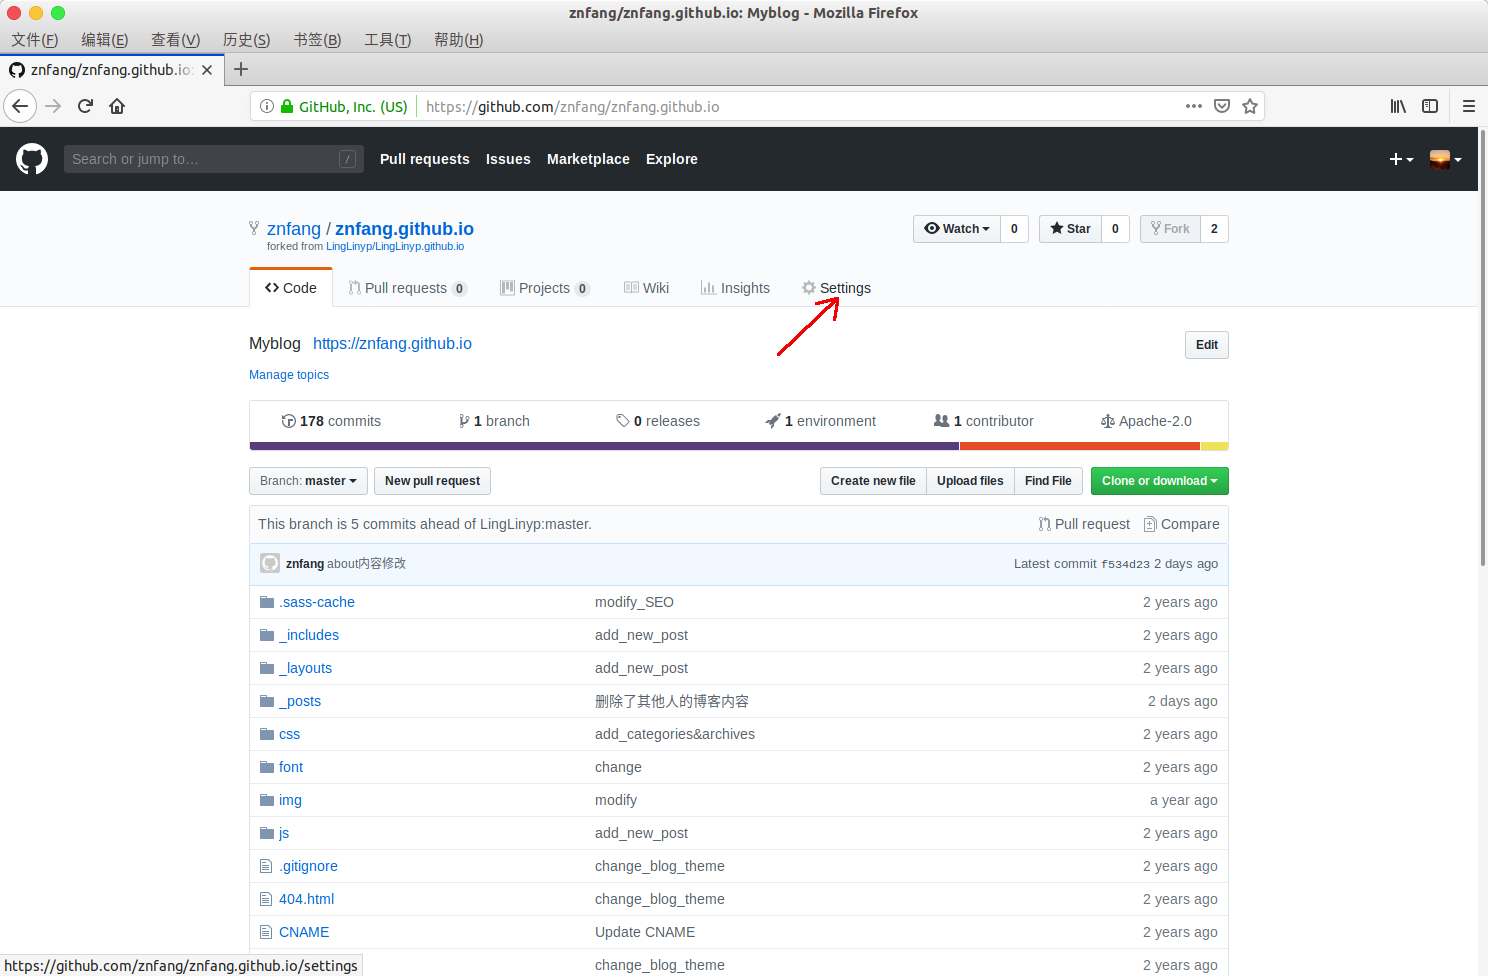 znfang/znfang.github.io: Myblog - Mozilla Firefox
文件(F) 编辑(E) 查看(V) 历史(S) 书签(B) 工具(T) 帮助(H)
znfang/znfang.github.io:
GitHub, Inc. (US) https://github.com/znfang/znfang.github.io
Search or jump to… / Pull requests Issues Marketplace Explore
znfang / znfang.github.io Watch 0 Star 0 Fork 2
forked from LingLinyp/LingLinyp.github.io
Code Pull requests 0 Projects 0 Wiki Insights Settings
Myblog https://znfang.github.io Edit
Manage topics
178 commits 1 branch 0 releases 1 environment 1 contributor Apache-2.0
Branch: master New pull request Create new file Upload files Find File Clone or download
This branch is 5 commits ahead of LingLinyp:master. Pull request Compare
znfang about内容修改 Latest commit f534d23 2 days ago
.sass-cache modify_SEO 2 years ago
_includes add_new_post 2 years ago
_layouts add_new_post 2 years ago
_posts 删除了其他人的博客内容 2 days ago
css add_categories&archives 2 years ago
font change 2 years ago
img modify a year ago
js add_new_post 2 years ago
.gitignore change_blog_theme 2 years ago
404.html change_blog_theme 2 years ago
CNAME Update CNAME 2 years ago
https://github.com/znfang/znfang.github.io/settings change_blog_theme 2 years ago